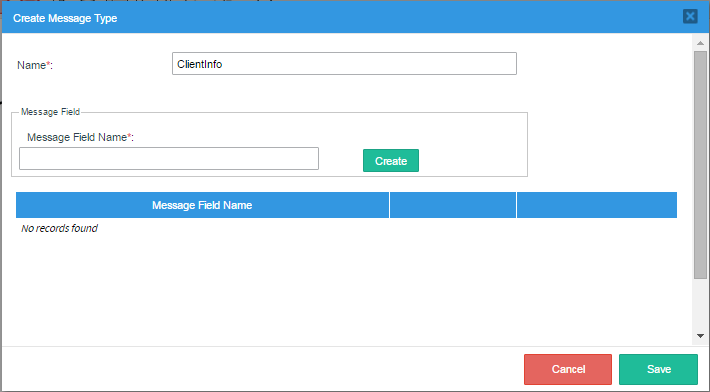 Create Message Type
Name*:
ClientInfo
Message Field
Message Field Name*:
Create
Message Field Name
No records found
Cancel
Save